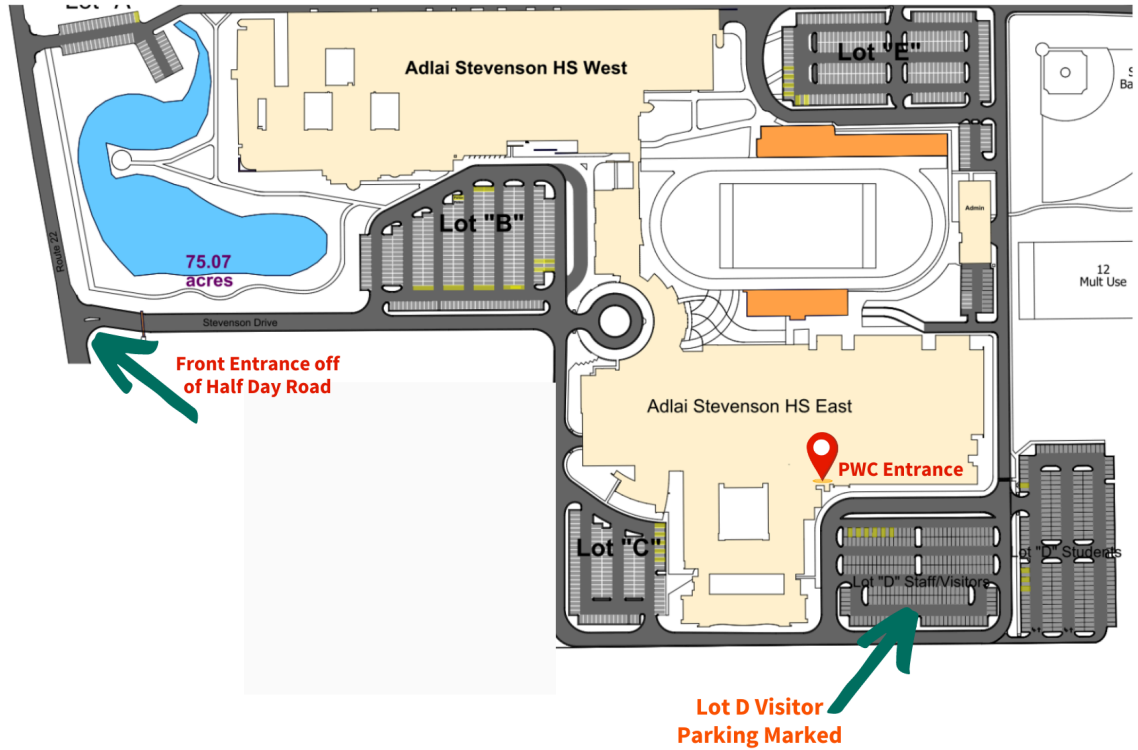 Lot "A"
Adlai Stevenson HS West
Lot "E"
Lot "B"
Admin
Route 22
75.07
acres
12
Mult Use
Stevenson Drive
Front Entrance off
of Half Day Road
Adlai Stevenson HS East
PWC Entrance
Lot "C"
Lot "D" Students
Lot "D" Staff/Visitors
Lot D Visitor
Parking Marked